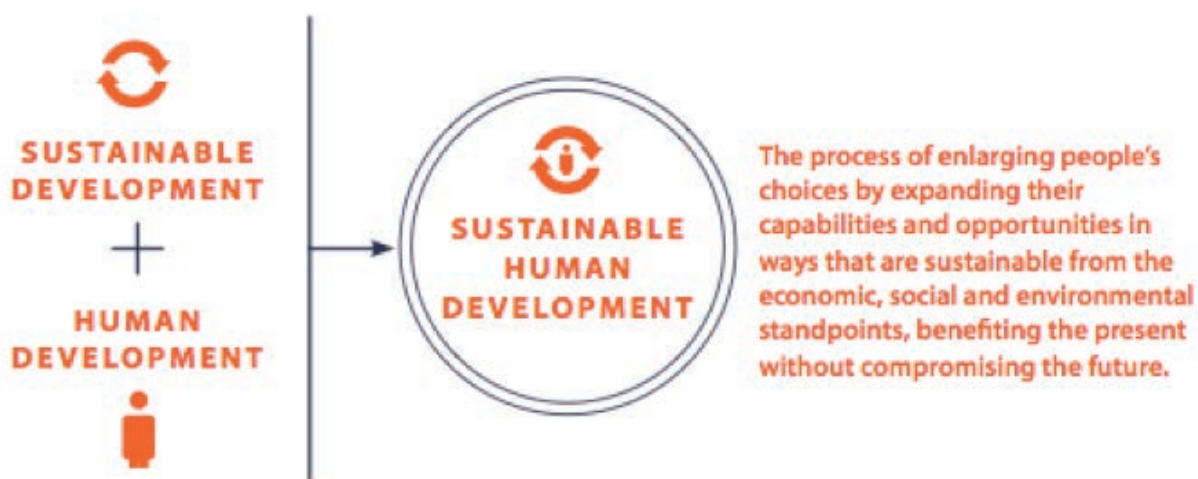 SUSTAINABLE
DEVELOPMENT
+
HUMAN
DEVELOPMENT
SUSTAINABLE
HUMAN
DEVELOPMENT
The process of enlarging people's
choices by expanding their
capabilities and opportunities in
ways that are sustainable from the
economic, social and environmental
standpoints, benefiting the present
without compromising the future.